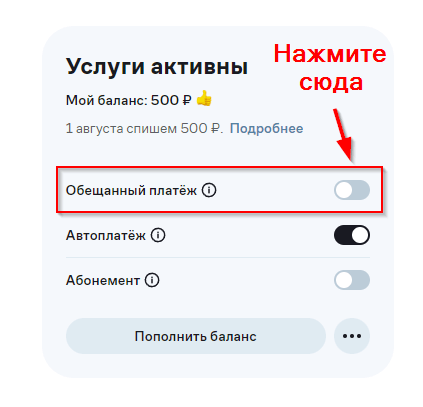 Нажмите
сюда
Услуги активны
Мой баланс: 500 ₽ 👍
1 августа спишем 500 ₽. Подробнее
Обещанный платёж
Автоплатёж
Абонемент
Пополнить баланс